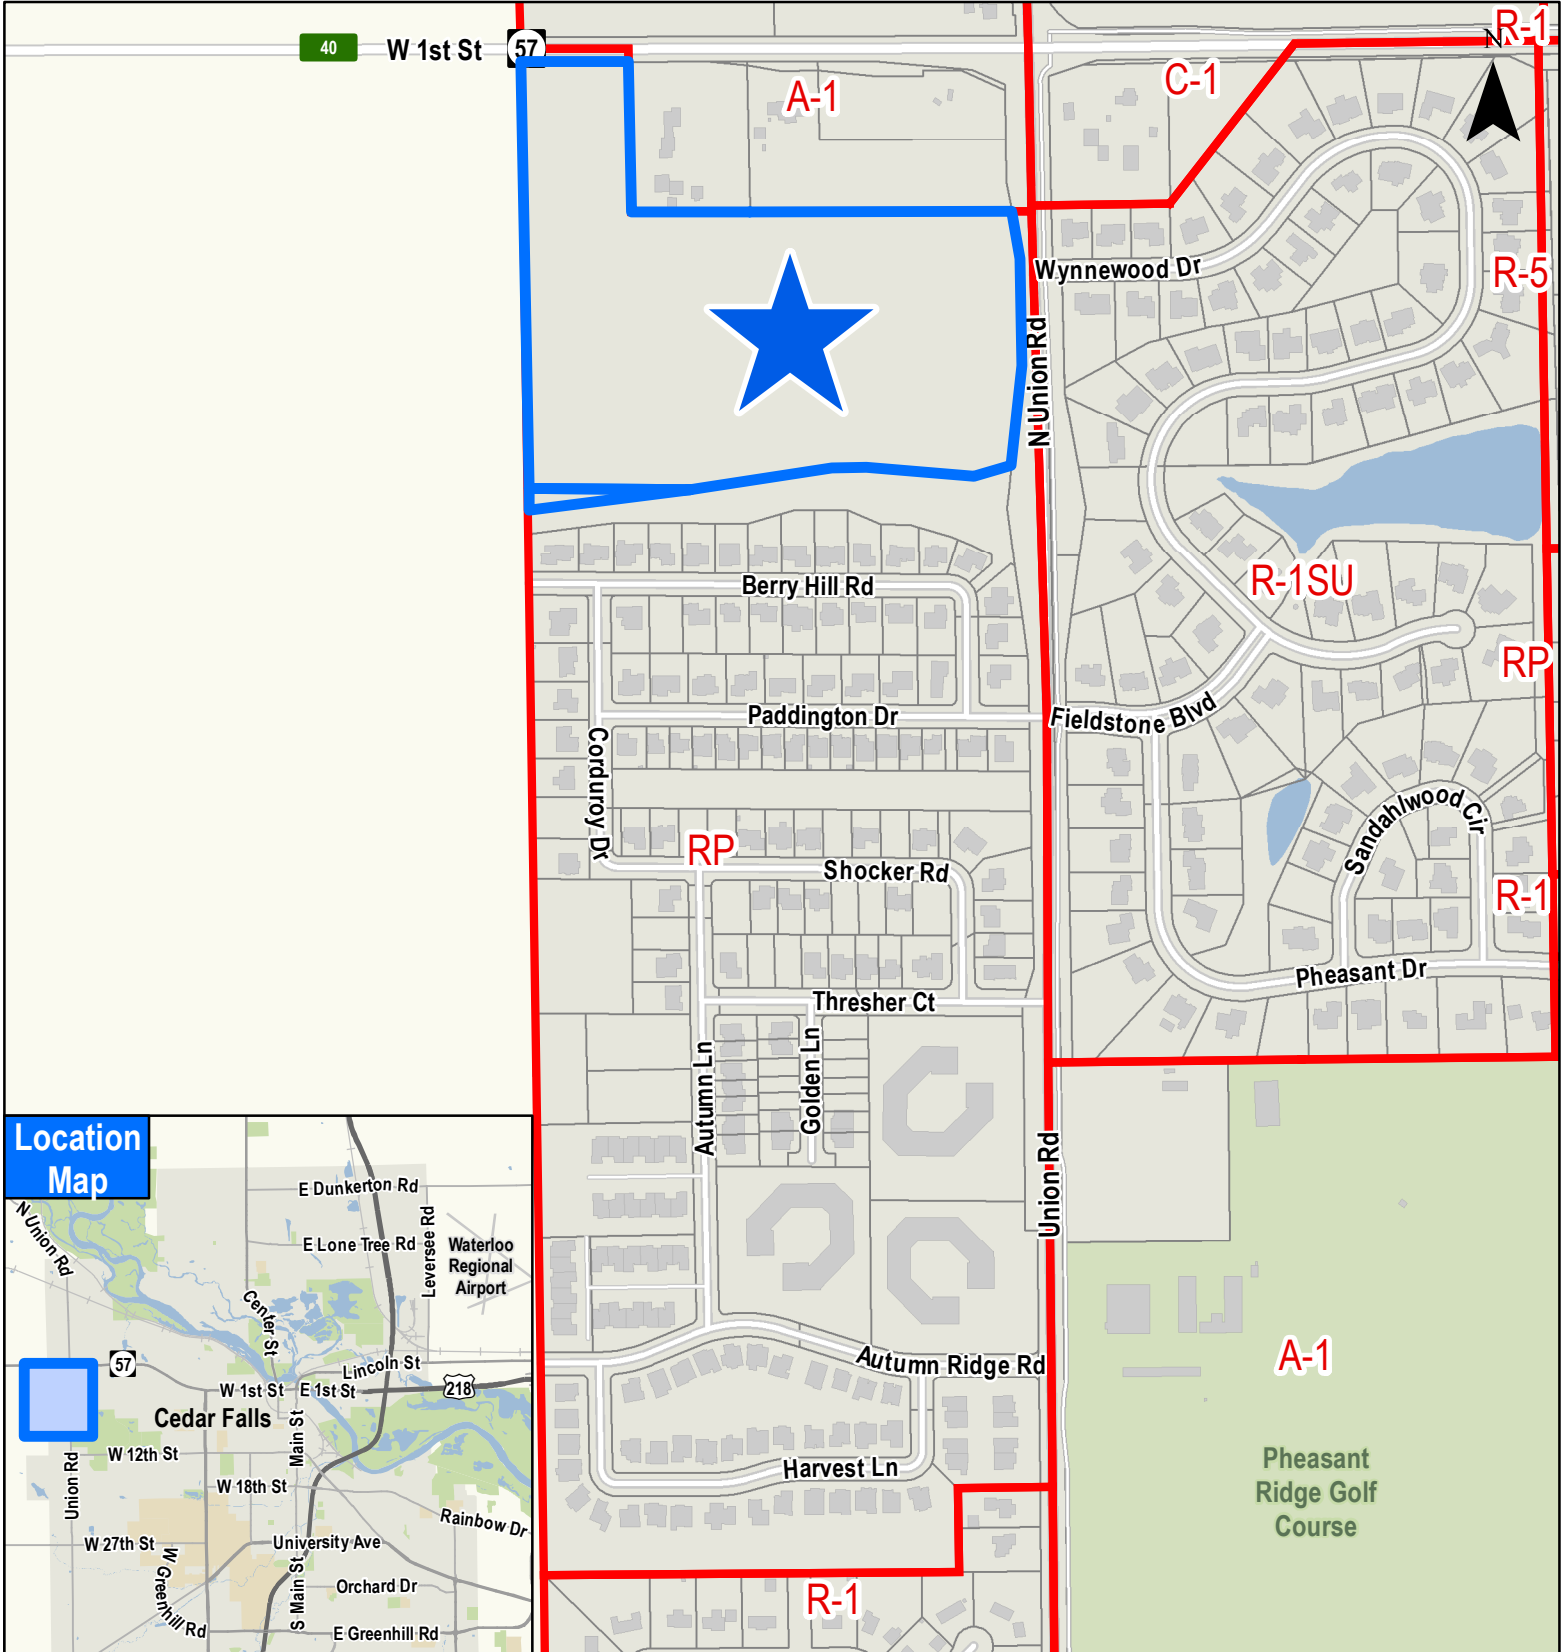 R-1
N
40
W 1st St
57
C-1
A-1
Wynnewood Dr
R-5
N Union Rd
R-1SU
Berry Hill Rd
RP
Paddington Dr
Fieldstone Blvd
Corduroy Dr
Sandahlwood Cir
RP
Shocker Rd
R-1
Pheasant Dr
Thresher Ct
Autumn Ln
Golden Ln
Union Rd
A-1
Autumn Ridge Rd
Harvest Ln
Pheasant
Ridge Golf
Course
R-1
Location
Map
E Dunkerton Rd
N Union Rd
Leversee Rd
E Lone Tree Rd
Waterloo
Regional
Airport
Center St
57
Lincoln St
W 1st St
E 1st St
218
Cedar Falls
Main St
W 12th St
Union Rd
W 18th St
Rainbow Dr
W 27th St
University Ave
W Greenhill Rd
S Main St
Orchard Dr
E Greenhill Rd